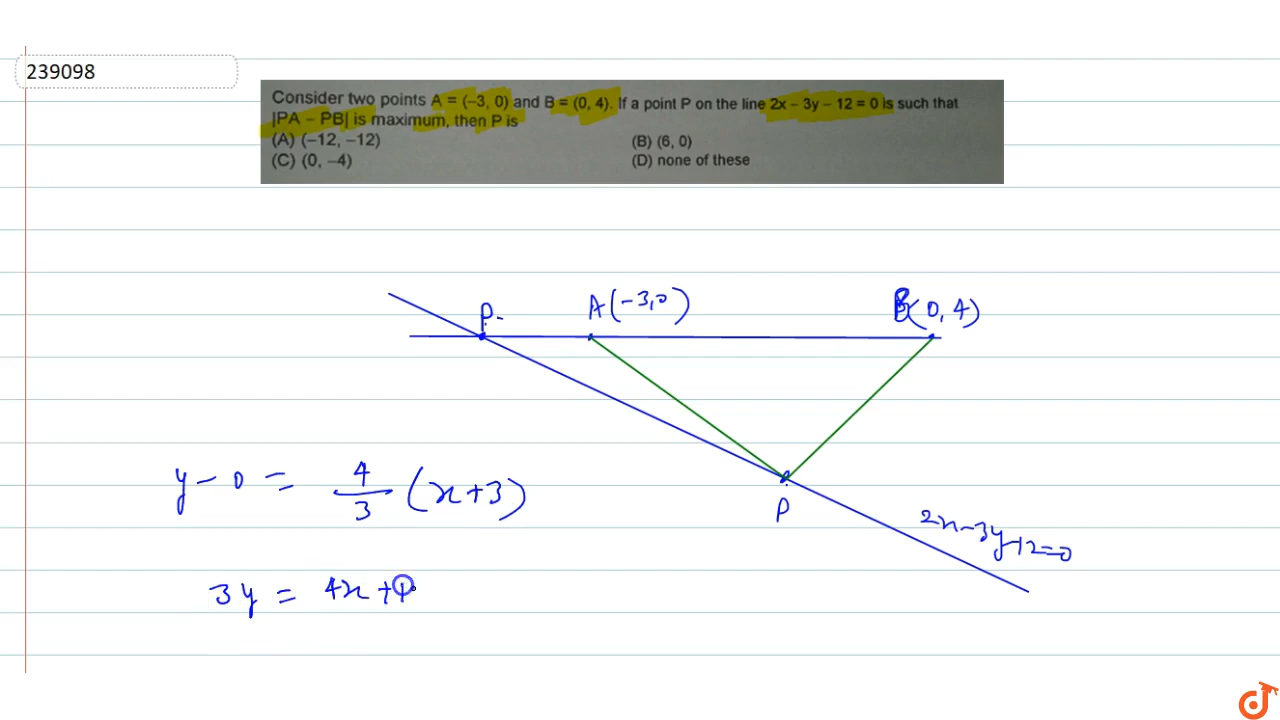 239098
Consider two points A = (–3, 0) and B = (0, 4). If a point P on the line 2x – 3y – 12 = 0 is such that
|PA – PB| is maximum, then P is
(A) (–12, –12) (B) (6, 0)
(C) (0, –4) (D) none of these
P
A(-3,0)
B(0, 4)
y-0 = 4/3 (x+3)
P
2x-3y-12=0
3y = 4x+